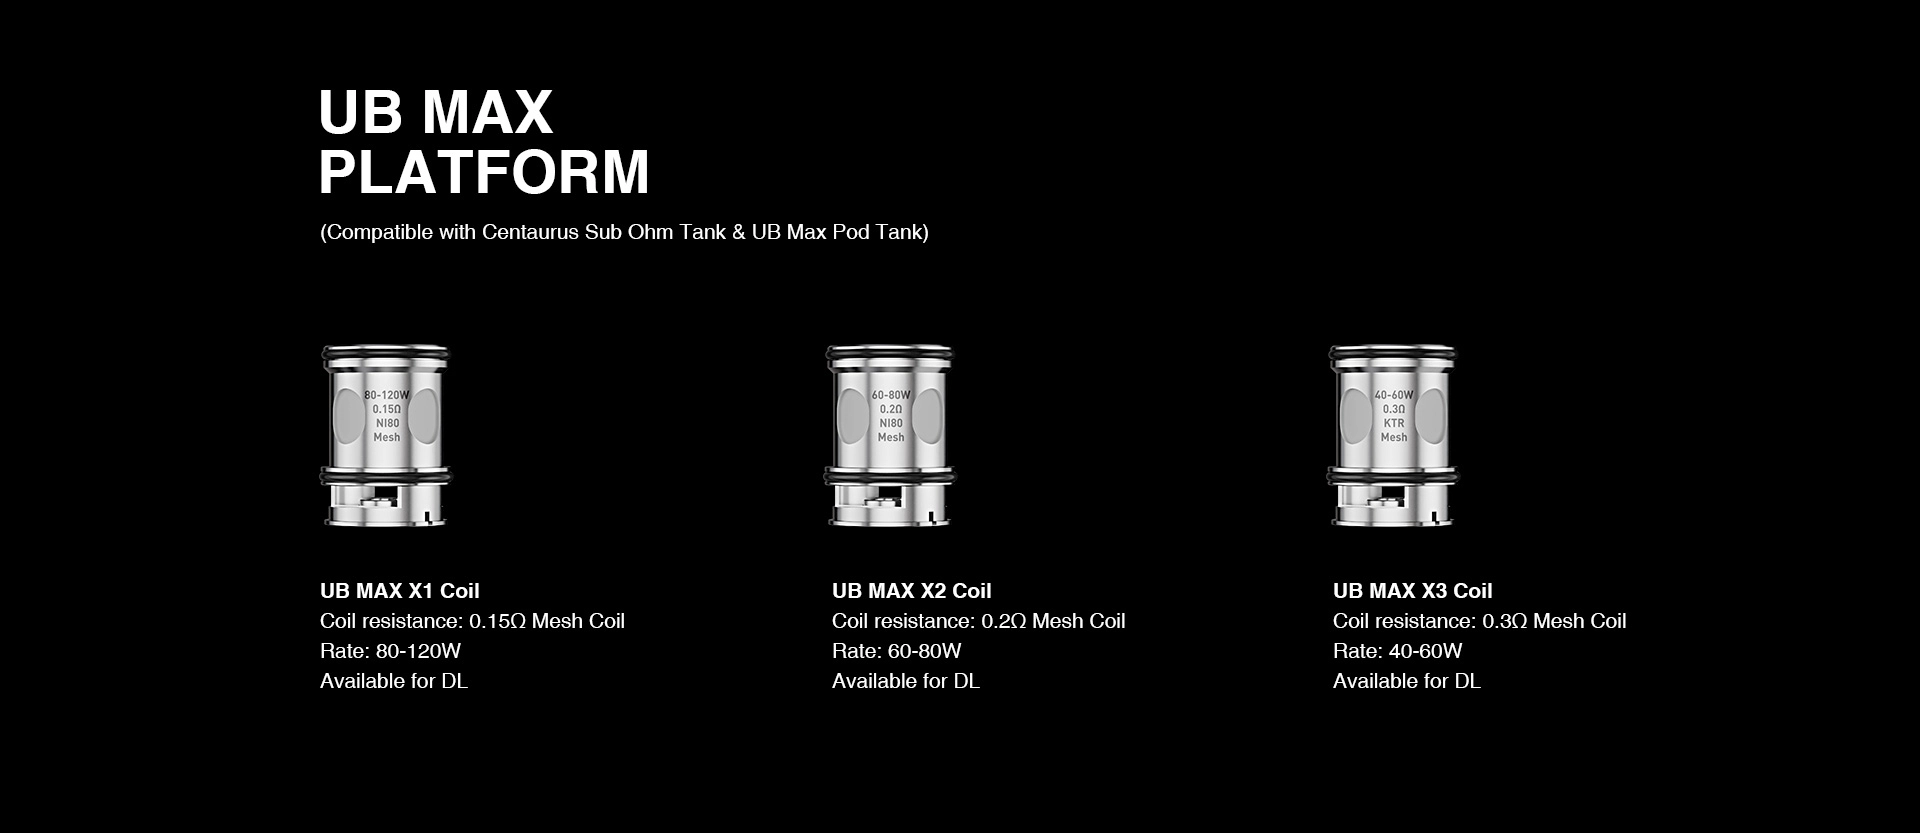 UB MAX
PLATFORM
(Compatible with Centaurus Sub Ohm Tank & UB Max Pod Tank)
80-120W
0.15Ω
NI80
Mesh
60-80W
0.2Ω
NI80
Mesh
40-60W
0.3Ω
KTR
Mesh
UB MAX X1 Coil
Coil resistance: 0.15Ω Mesh Coil
Rate: 80-120W
Available for DL
UB MAX X2 Coil
Coil resistance: 0.2Ω Mesh Coil
Rate: 60-80W
Available for DL
UB MAX X3 Coil
Coil resistance: 0.3Ω Mesh Coil
Rate: 40-60W
Available for DL